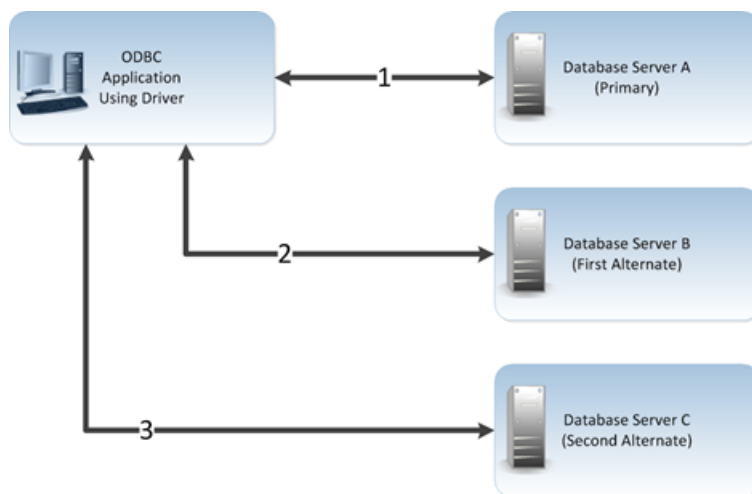 ODBC
Application
Using Driver
1
Database Server A
(Primary)
2
Database Server B
(First Alternate)
3
Database Server C
(Second Alternate)